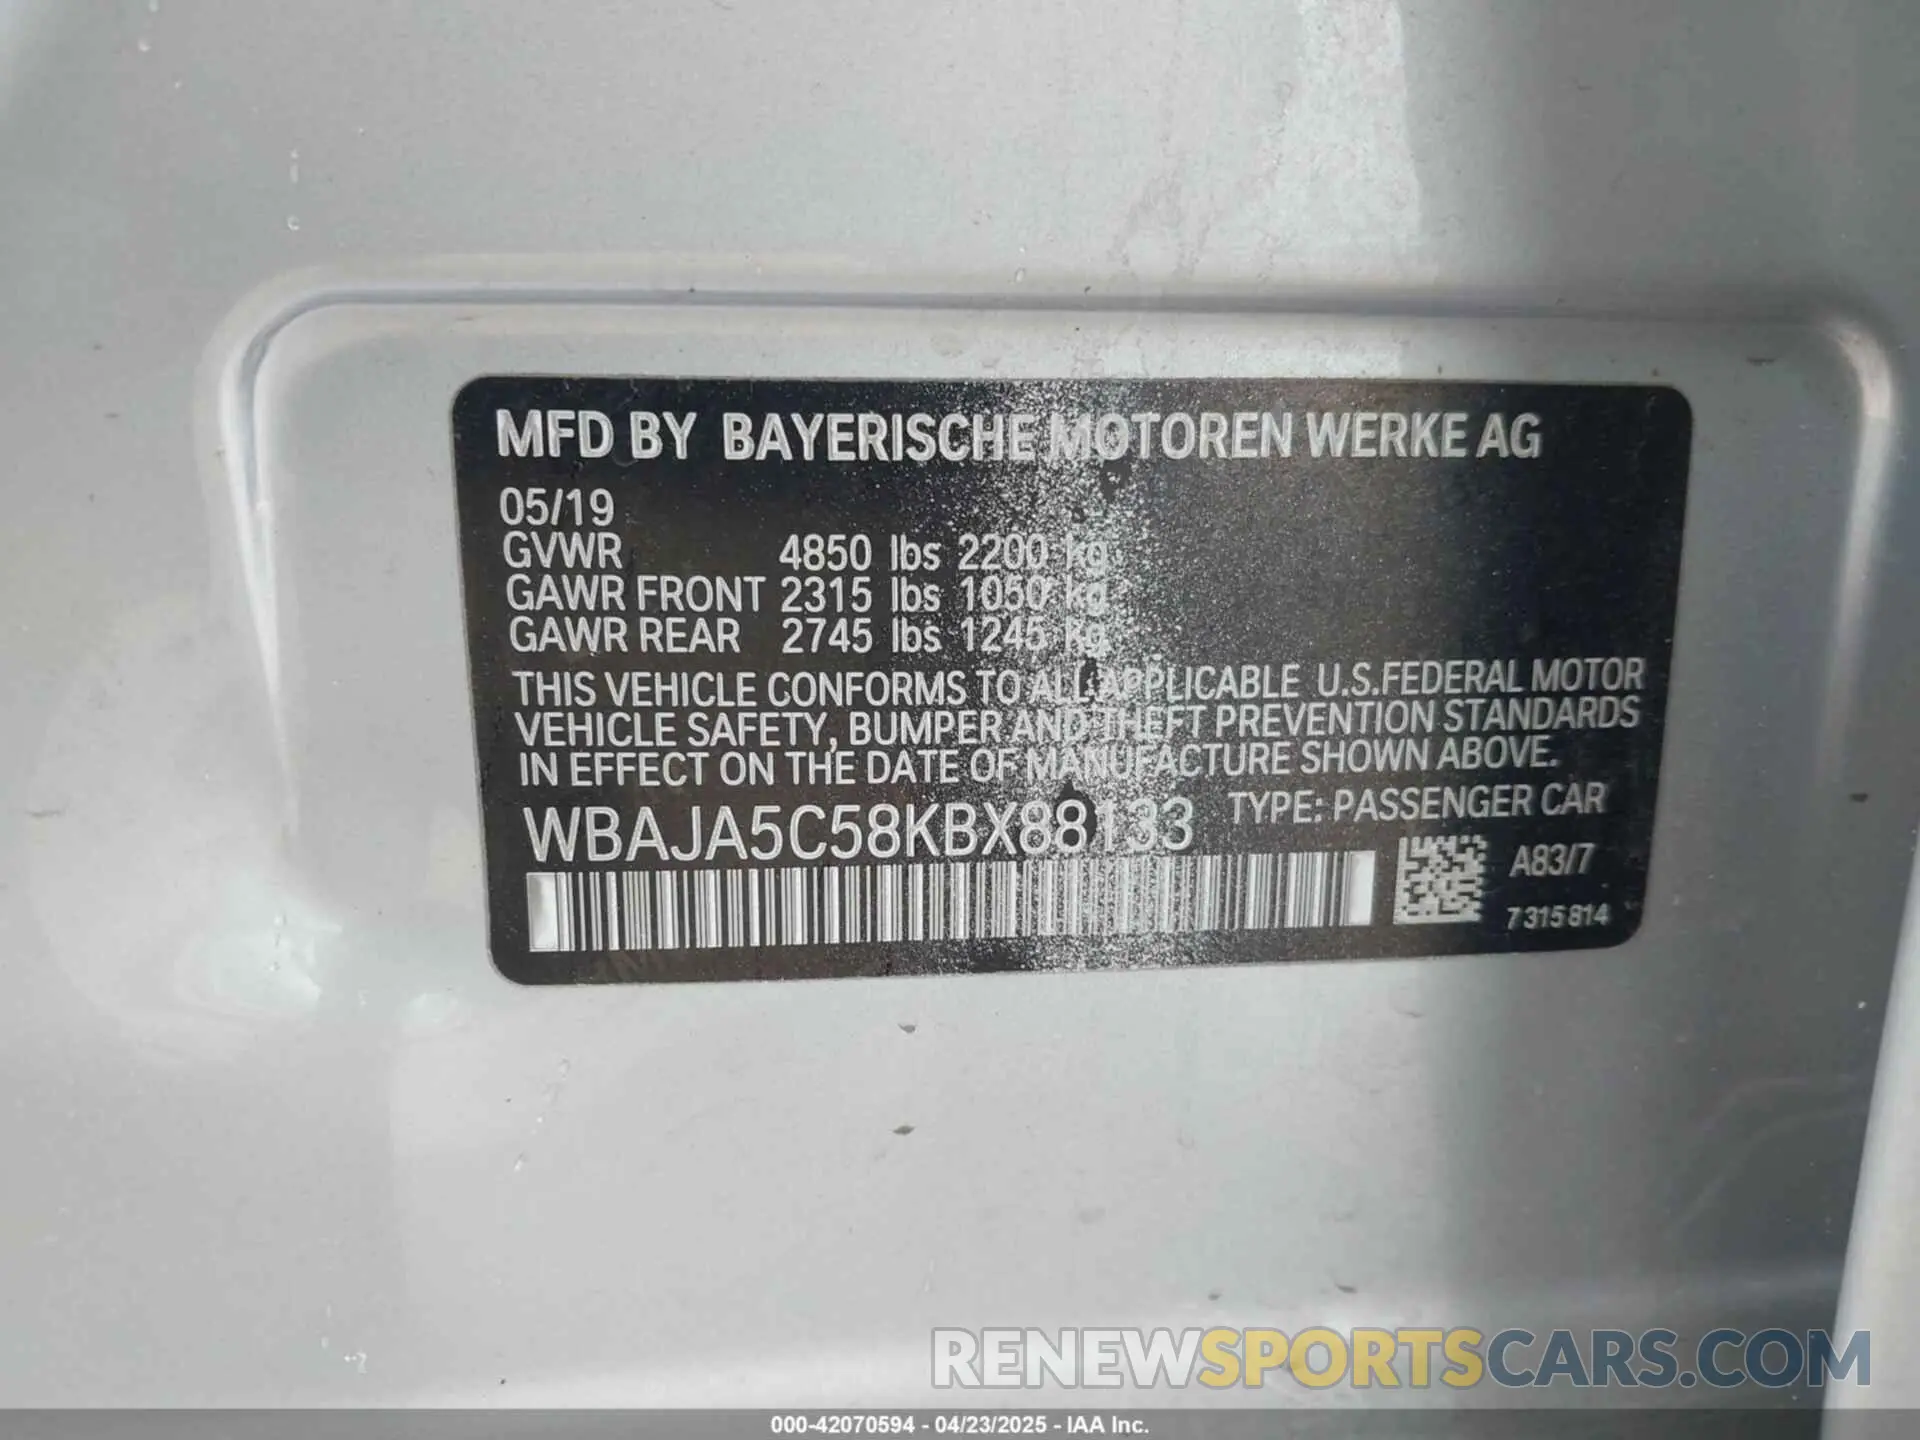 MFD BY BAYERISCHE MOTOREN WERKE AG
05/19
GVWR 4850 lbs 2200 kg
GAWR FRONT 2315 lbs 1050 kg
GAWR REAR 2745 lbs 1245 kg
THIS VEHICLE CONFORMS TO ALL APPLICABLE U.S.FEDERAL MOTOR
VEHICLE SAFETY, BUMPER AND THEFT PREVENTION STANDARDS
IN EFFECT ON THE DATE OF MANUFACTURE SHOWN ABOVE.
WBAJA5C58KBX88133 TYPE: PASSENGER CAR
A83/7
7 315 814
RENEWSPORTSCARS.COM
000-42070594 - 04/23/2025 - IAA Inc.